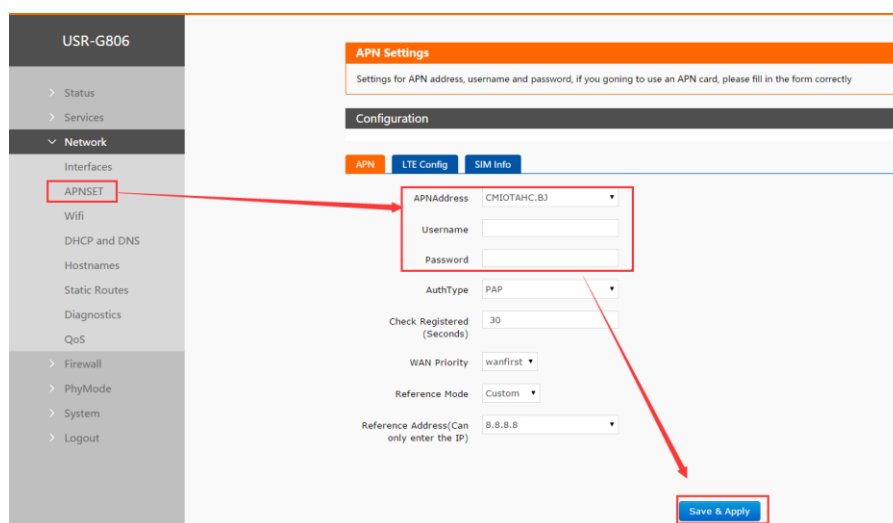 USR-G806
Status
Services
Network
Interfaces
APNSET
Wifi
DHCP and DNS
Hostnames
Static Routes
Diagnostics
QoS
Firewall
PhyMode
System
Logout
APN Settings
Settings for APN address, username and password, if you goning to use an APN card, please fill in the form correctly
Configuration
APN LTE Config SIM Info
APNAddress CMIOTAHC.BJ
Username
Password
AuthType PAP
Check Registered 30
(Seconds)
WAN Priority wanfirst
Reference Mode Custom
Reference Address(Can 8.8.8.8
only enter the IP)
Save & Apply